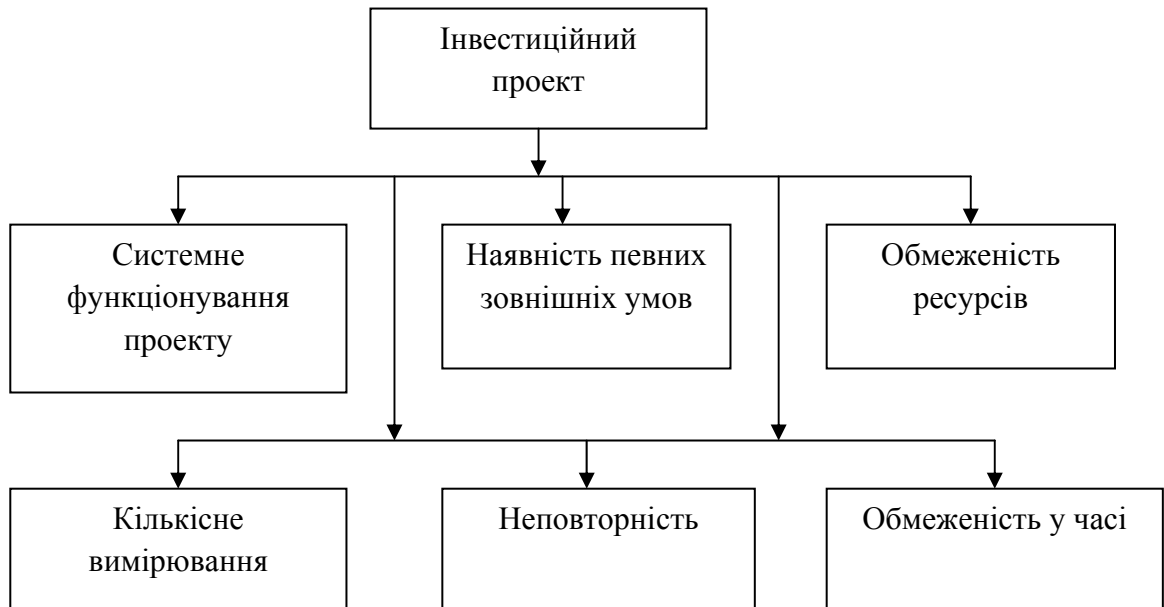 Інвестиційний
проект
Системне
функціонування
проекту
Наявність певних
зовнішніх умов
Обмеженість
ресурсів
Кількісне
вимірювання
Неповторність
Обмеженість у часі